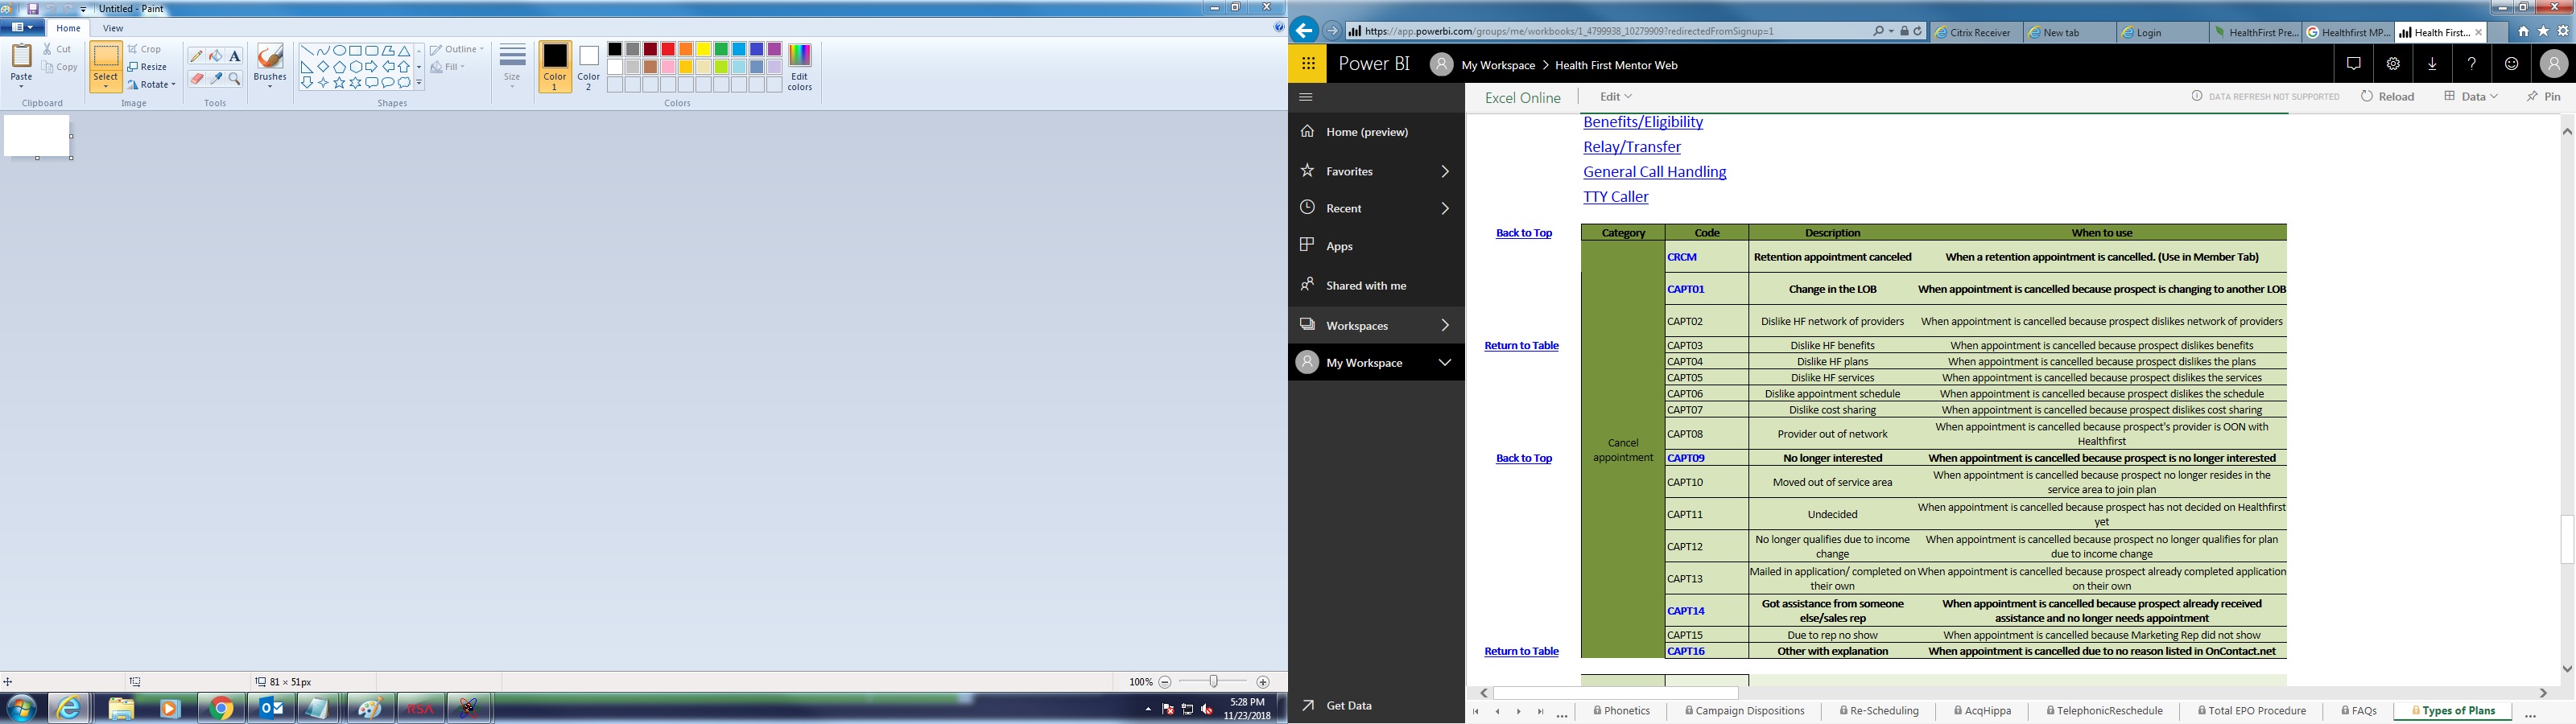 Untitled - Paint
Home
View
Paste
Cut
Copy
Clipboard
Select
Crop
Resize
Rotate
Image
Tools
Brushes
Shapes
Outline
Fill
Size
Color 1
Color 2
Colors
Edit colors
81 × 51px
100%
RSA
5:28 PM
11/23/2018
https://app.powerbi.com/groups/me/workbooks/1_4799938_10279909?redirectedFromSignup=1
Citrix Receiver
New tab
Login
HealthFirst Pre...
Healthfirst MP...
Health First...
Power BI
My Workspace > Health First Mentor Web
Excel Online
Edit
DATA REFRESH NOT SUPPORTED
Reload
Data
Pin
Home (preview)
Favorites
Recent
Apps
Shared with me
Workspaces
My Workspace
Get Data
Benefits/Eligibility
Relay/Transfer
General Call Handling
TTY Caller
Back to Top
Return to Table
Back to Top
Return to Table
Category Code Description When to use
Cancel appointment
CRCM Retention appointment canceled When a retention appointment is cancelled. (Use in Member Tab)
CAPT01 Change in the LOB When appointment is cancelled because prospect is changing to another LOB
CAPT02 Dislike HF network of providers When appointment is cancelled because prospect dislikes network of providers
CAPT03 Dislike HF benefits When appointment is cancelled because prospect dislikes benefits
CAPT04 Dislike HF plans When appointment is cancelled because prospect dislikes the plans
CAPT05 Dislike HF services When appointment is cancelled because prospect dislikes the services
CAPT06 Dislike appointment schedule When appointment is cancelled because prospect dislikes the schedule
CAPT07 Dislike cost sharing When appointment is cancelled because prospect dislikes cost sharing
CAPT08 Provider out of network When appointment is cancelled because prospect's provider is OON with Healthfirst
CAPT09 No longer interested When appointment is cancelled because prospect is no longer interested
CAPT10 Moved out of service area When appointment is cancelled because prospect no longer resides in the service area to join plan
CAPT11 Undecided When appointment is cancelled because prospect has not decided on Healthfirst yet
CAPT12 No longer qualifies due to income change When appointment is cancelled because prospect no longer qualifies for plan due to income change
CAPT13 Mailed in application/ completed on their own When appointment is cancelled because prospect already completed application on their own
CAPT14 Got assistance from someone else/sales rep When appointment is cancelled because prospect already received assistance and no longer needs appointment
CAPT15 Due to rep no show When appointment is cancelled because Marketing Rep did not show
CAPT16 Other with explanation When appointment is cancelled due to no reason listed in OnContact.net
...
Phonetics
Campaign Dispositions
Re-Scheduling
AcqHippa
TelephonicReschedule
Total EPO Procedure
FAQs
Types of Plans
...